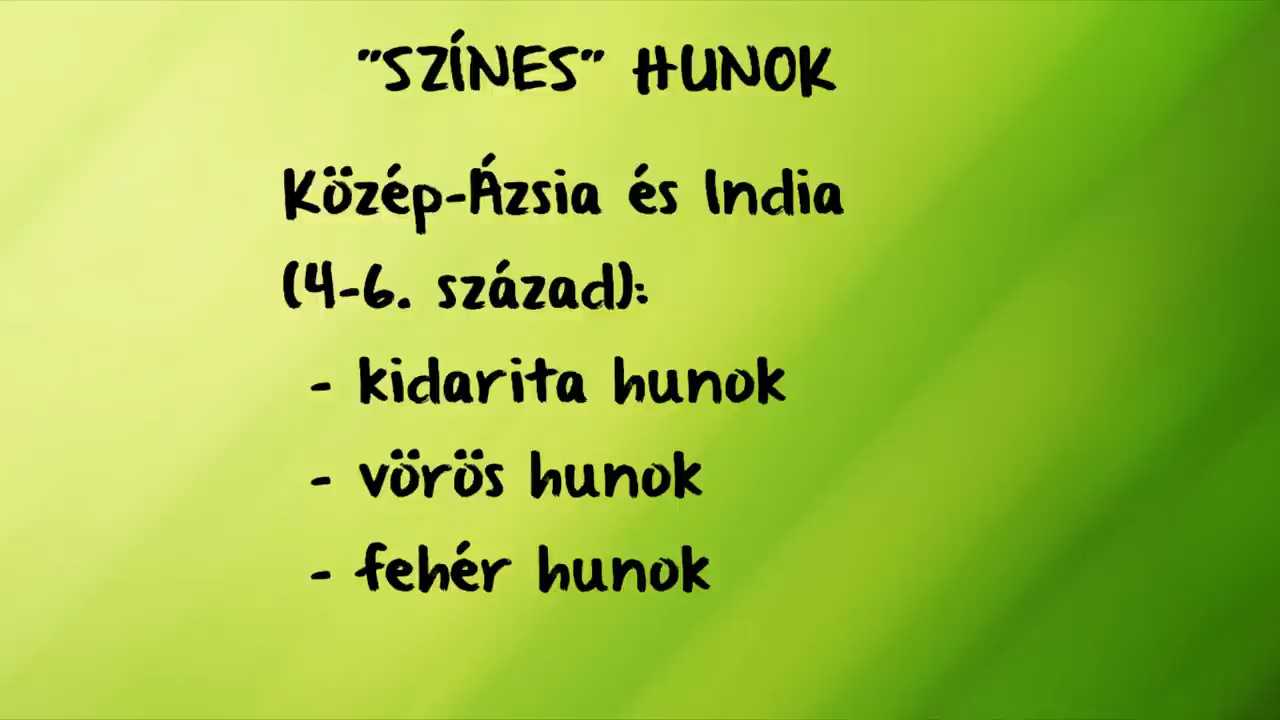 "SZÍNES" HUNOK
Közép-Ázsia és India
(4-6. század):
- kidarita hunok
- vörös hunok
- fehér hunok